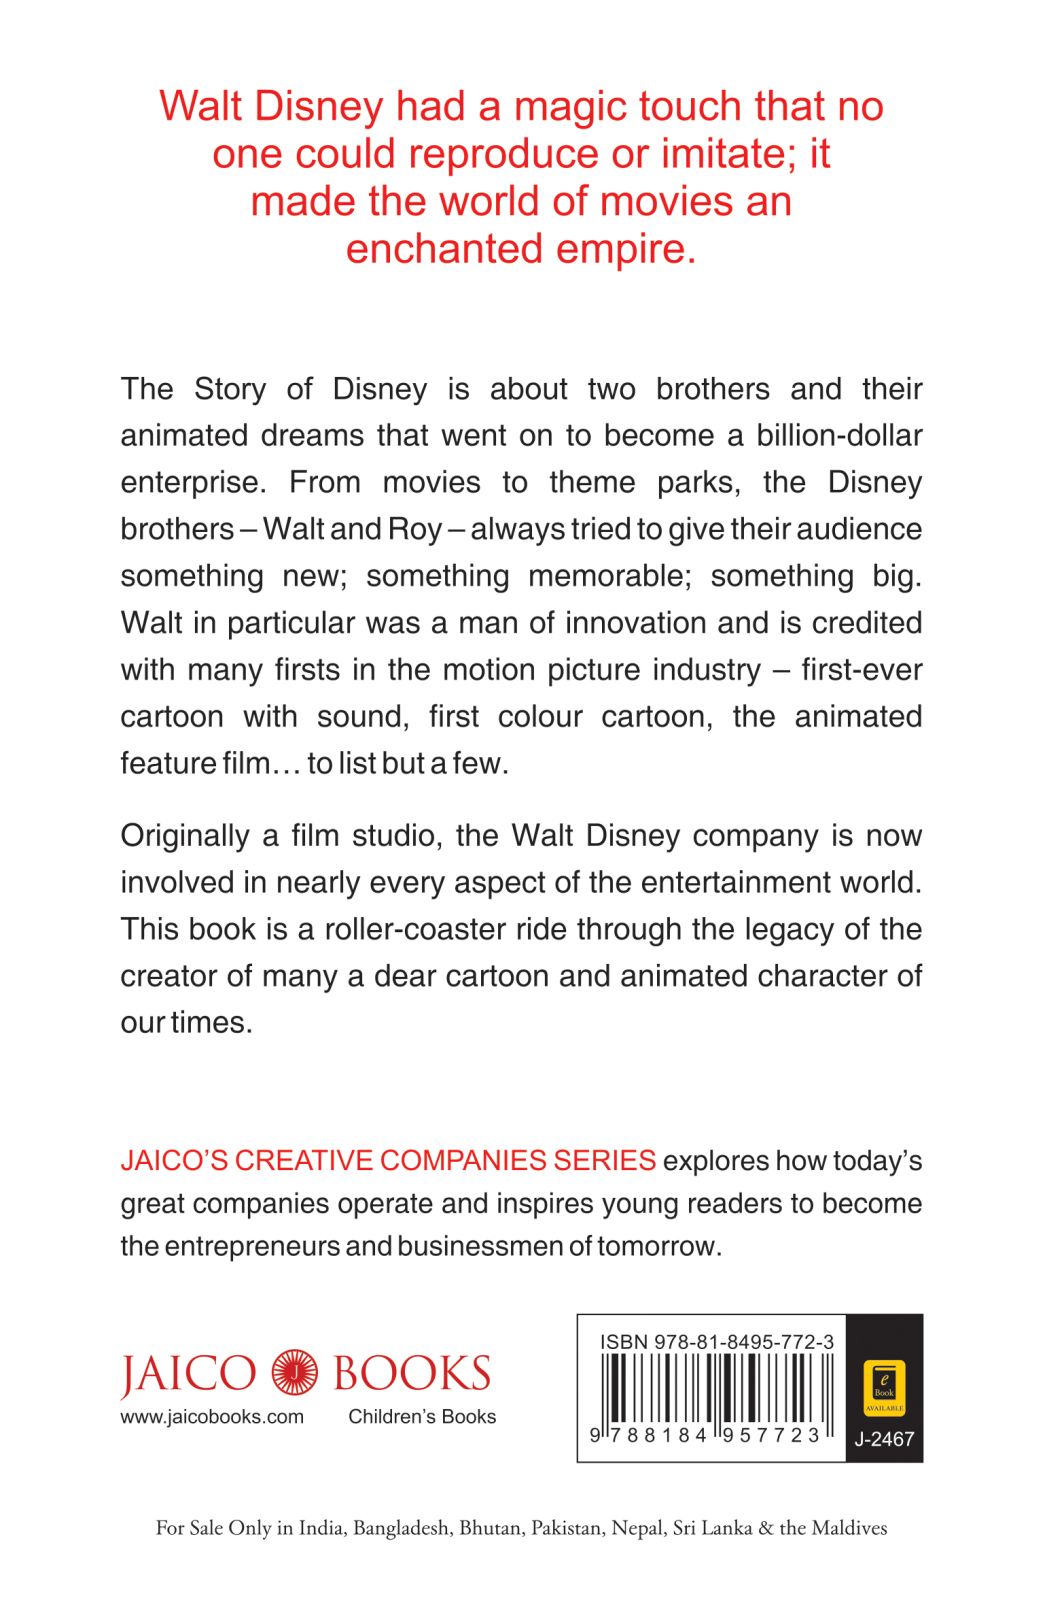 Walt Disney had a magic touch that no
one could reproduce or imitate; it
made the world of movies an
enchanted empire.
The Story of Disney is about two brothers and their
animated dreams that went on to become a billion-dollar
enterprise. From movies to theme parks, the Disney
brothers – Walt and Roy – always tried to give their audience
something new; something memorable; something big.
Walt in particular was a man of innovation and is credited
with many firsts in the motion picture industry – first-ever
cartoon with sound, first colour cartoon, the animated
feature film... to list but a few.
Originally a film studio, the Walt Disney company is now
involved in nearly every aspect of the entertainment world.
This book is a roller-coaster ride through the legacy of the
creator of many a dear cartoon and animated character of
our times.
JAICO'S CREATIVE COMPANIES SERIES explores how today's
great companies operate and inspires young readers to become
the entrepreneurs and businessmen of tomorrow.
JAICO J BOOKS
www.jaicobooks.com Children's Books
ISBN 978-81-8495-772-3
9 788184 957723
e
Book
AVAILABLE
J-2467
For Sale Only in India, Bangladesh, Bhutan, Pakistan, Nepal, Sri Lanka & the Maldives